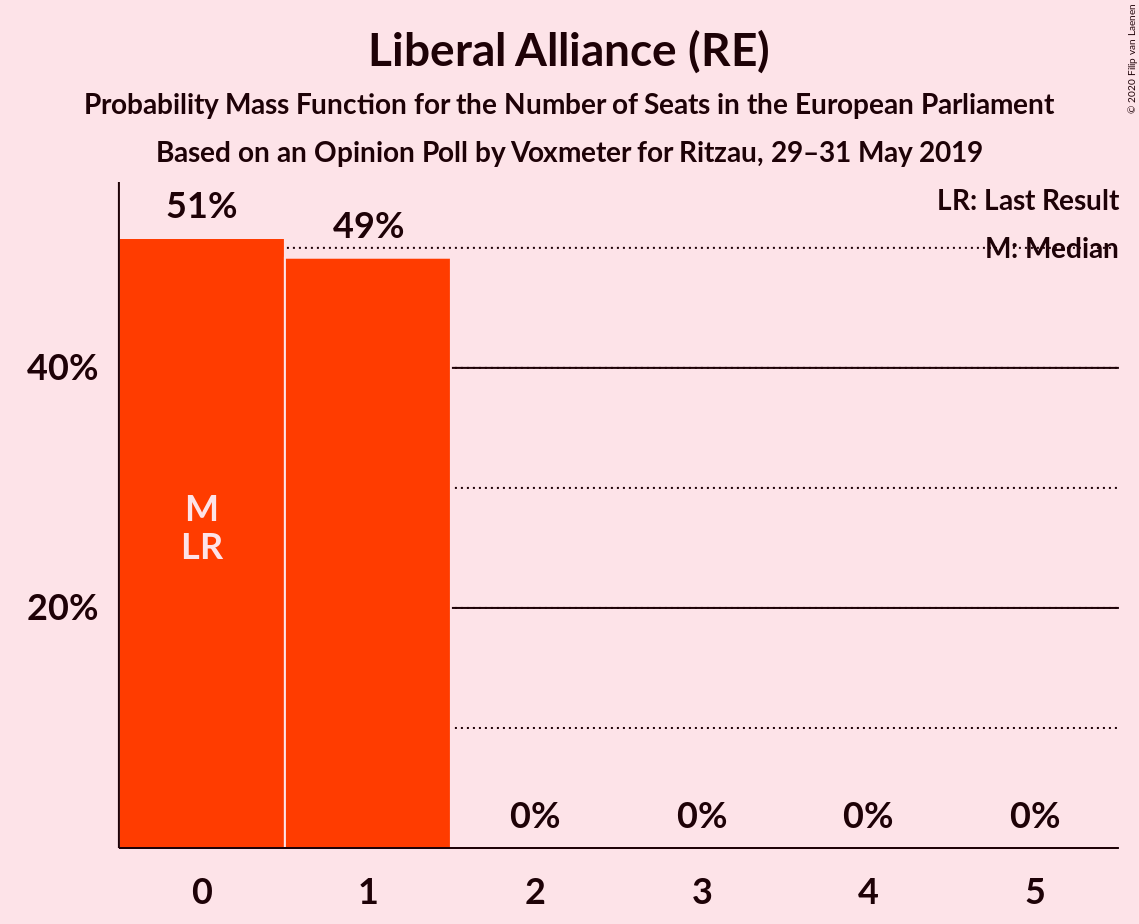 Liberal Alliance (RE)
Probability Mass Function for the Number of Seats in the European Parliament
Based on an Opinion Poll by Voxmeter for Ritzau, 29–31 May 2019
© 2020 Filip van Laenen
LR: Last Result
M: Median
51%
49%
40%
M
LR
20%
0%
0%
0%
0%
0
1
2
3
4
5